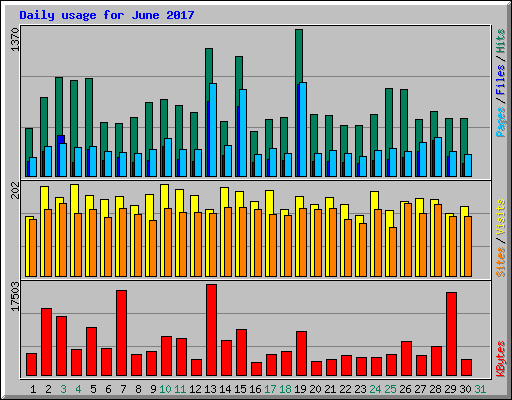 Daily usage for June 2017
1370
Pages / Files / Hits
202
Sites / Visits
17503
KBytes
1 2 3 4 5 6 7 8 9 10 11 12 13 14 15 16 17 18 19 20 21 22 23 24 25 26 27 28 29 30 31